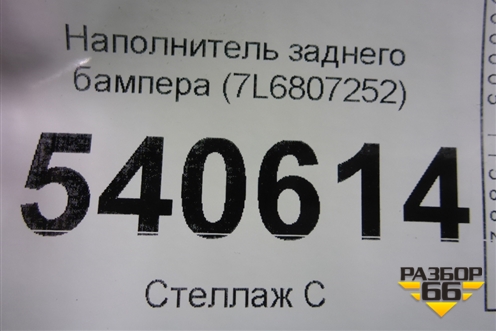 Наполнитель заднего
бампера (7L6807252)
540614
Стеллаж С
РАЗБОР
66